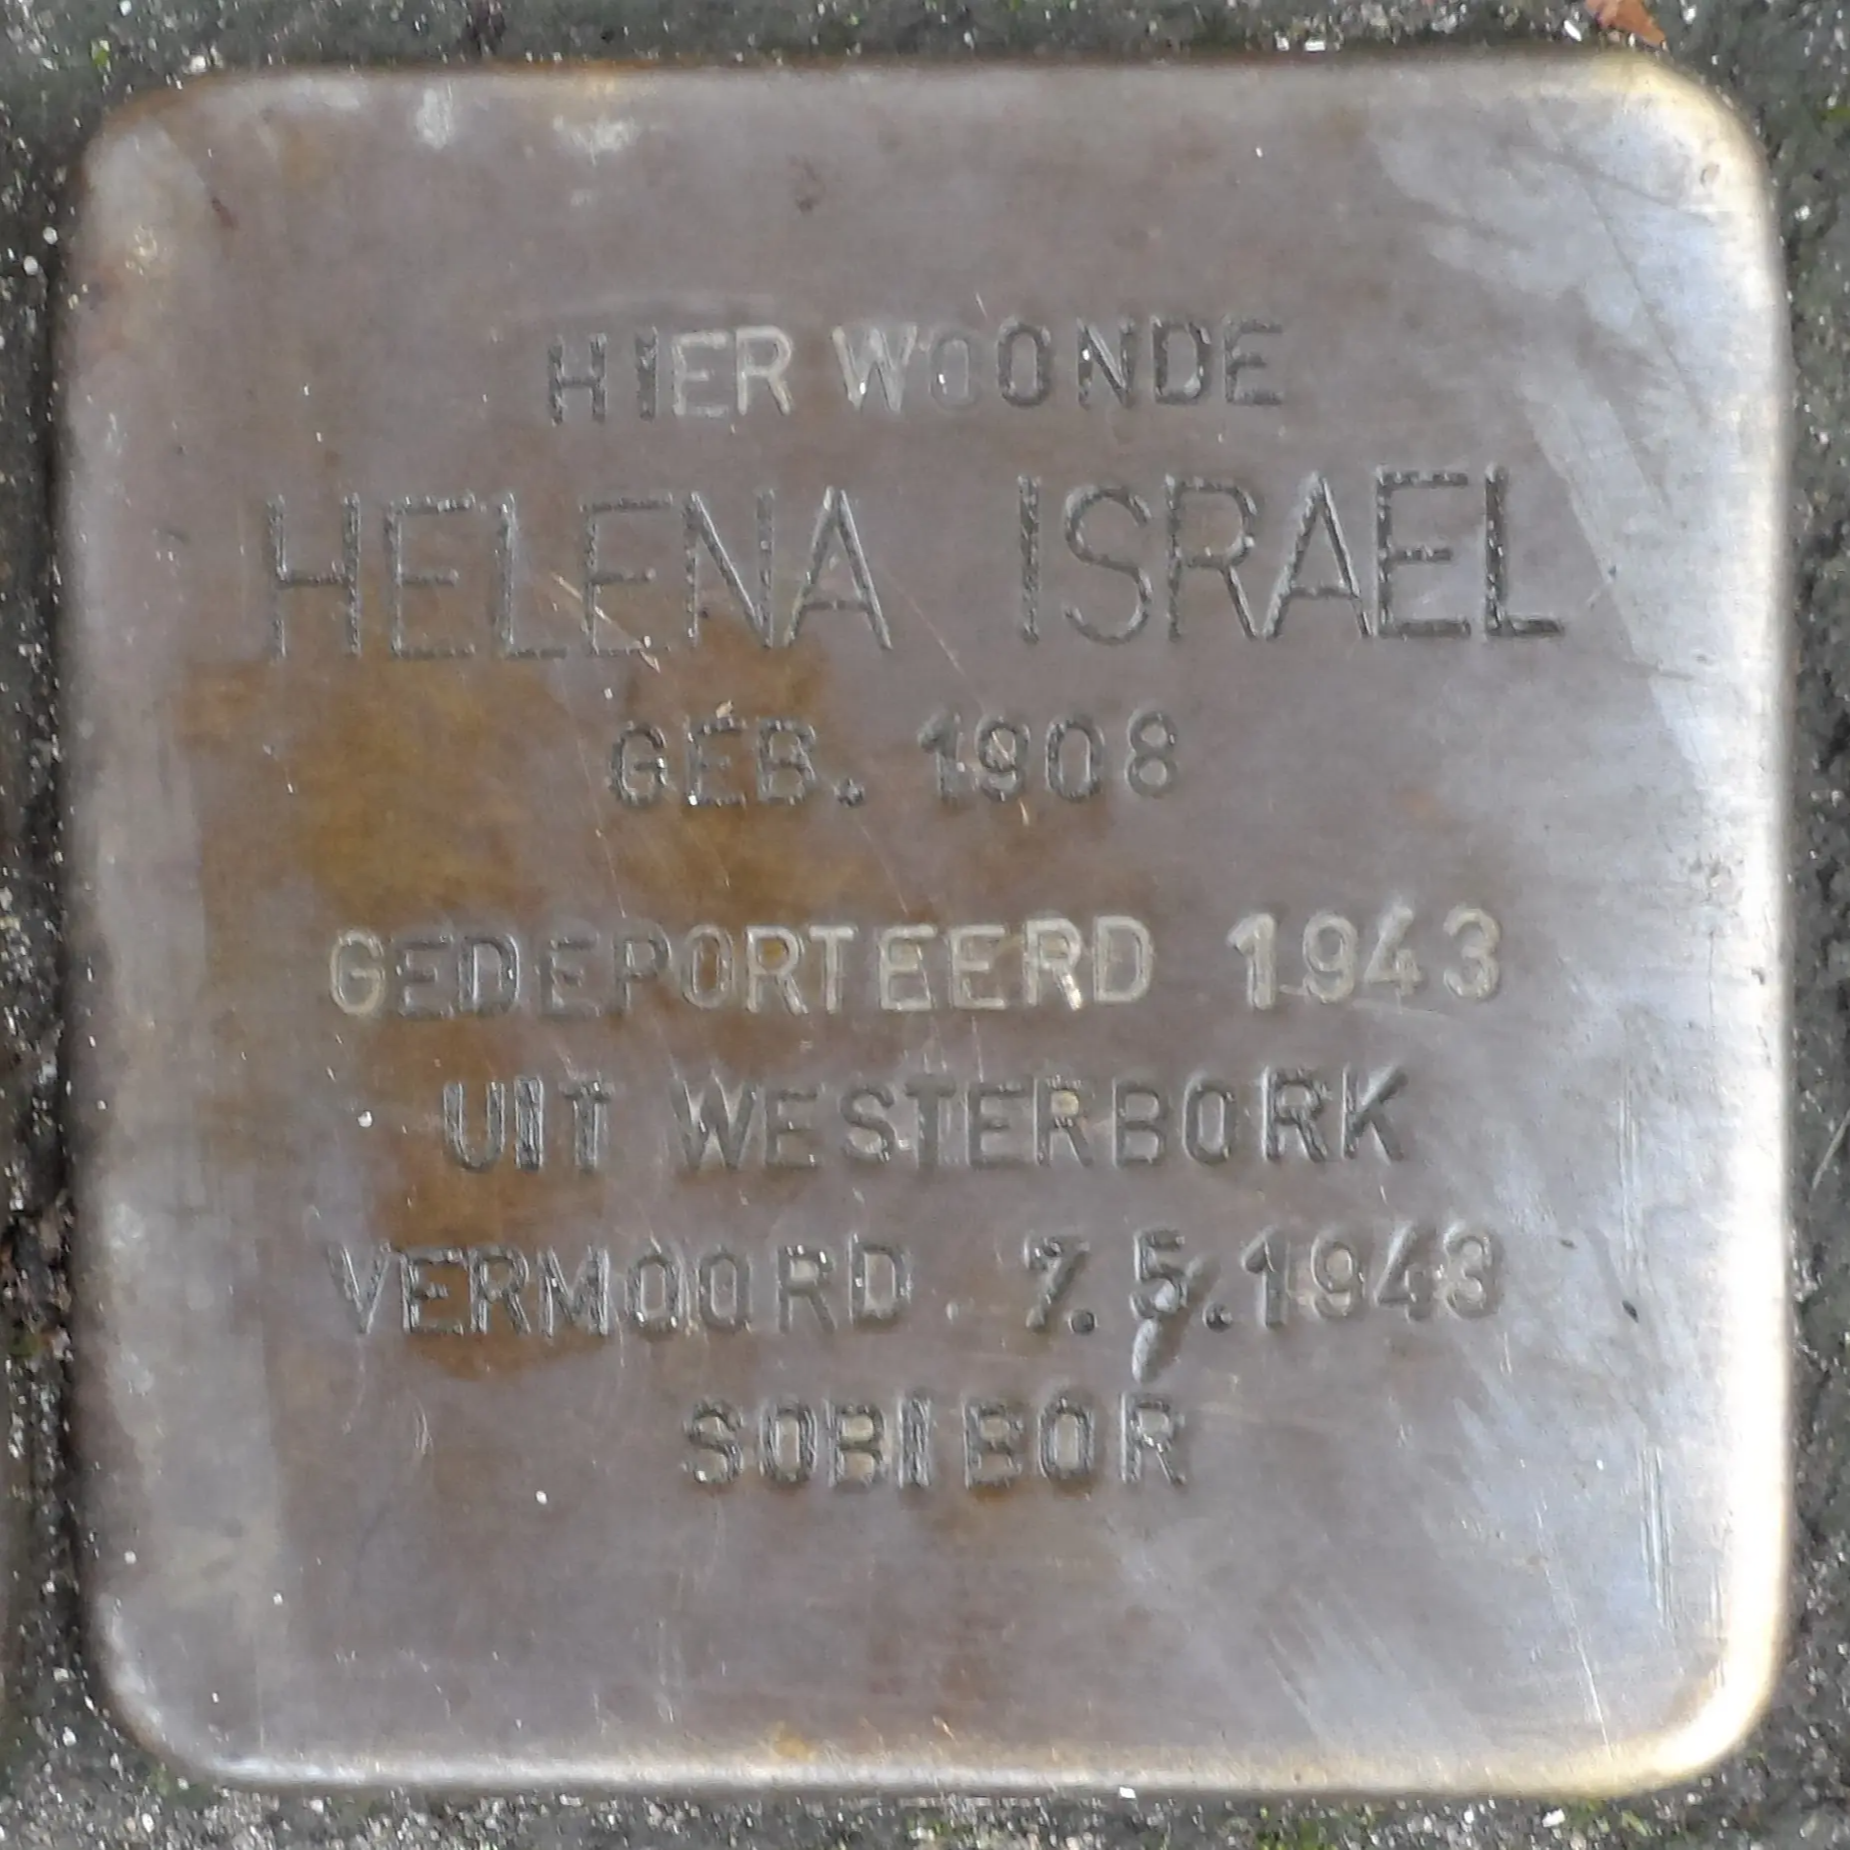 HIER WOONDE
HELENA ISRAEL
GEB. 1908
GEDEPORTEERD 1943
UIT WESTERBORK
VERMOORD 7.5.1943
SOBIBOR